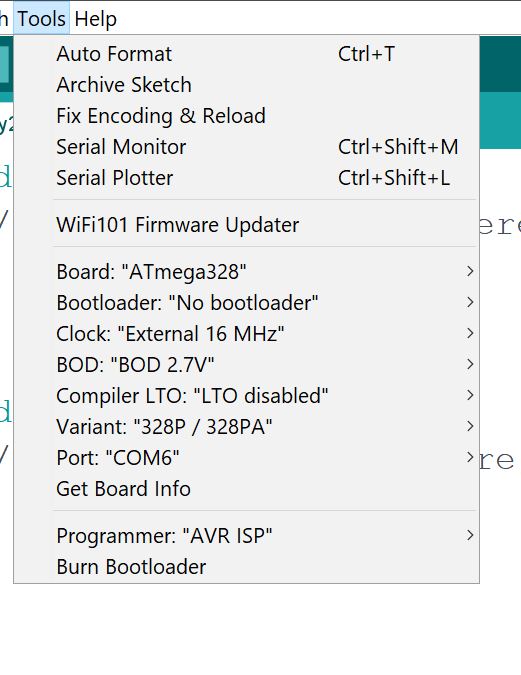 h Tools Help
Auto Format Ctrl+T
Archive Sketch
Fix Encoding & Reload
Serial Monitor Ctrl+Shift+M
Serial Plotter Ctrl+Shift+L
WiFi101 Firmware Updater
ere
Board: "ATmega328"
Bootloader: "No bootloader"
Clock: "External 16 MHz"
BOD: "BOD 2.7V"
Compiler LTO: "LTO disabled"
Variant: "328P / 328PA"
Port: "COM6"
re
Get Board Info
Programmer: "AVR ISP"
Burn Bootloader